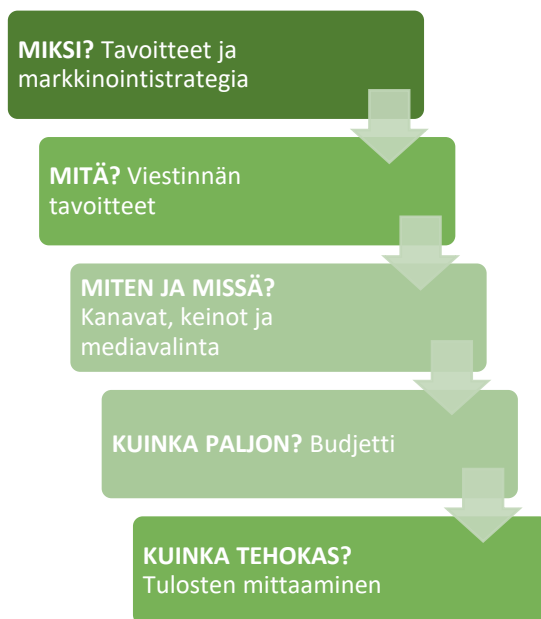 MIKSI? Tavoitteet ja
markkinointistrategia
MITÄ? Viestinnän
tavoitteet
MITEN JA MISSÄ?
Kanavat, keinot ja
mediavalinta
KUINKA PALJON? Budjetti
KUINKA TEHOKAS?
Tulosten mittaaminen